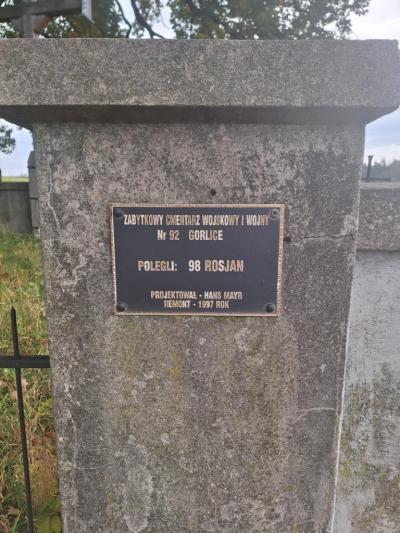 ZABYTKOWY CMENTARZ WOJSKOWY I WOJNY
Nr 92 GORLICE
POLEGLI: 98 ROSJAN
PROJEKTOWAŁ - HANS MAYR
REMONT - 1997 ROK